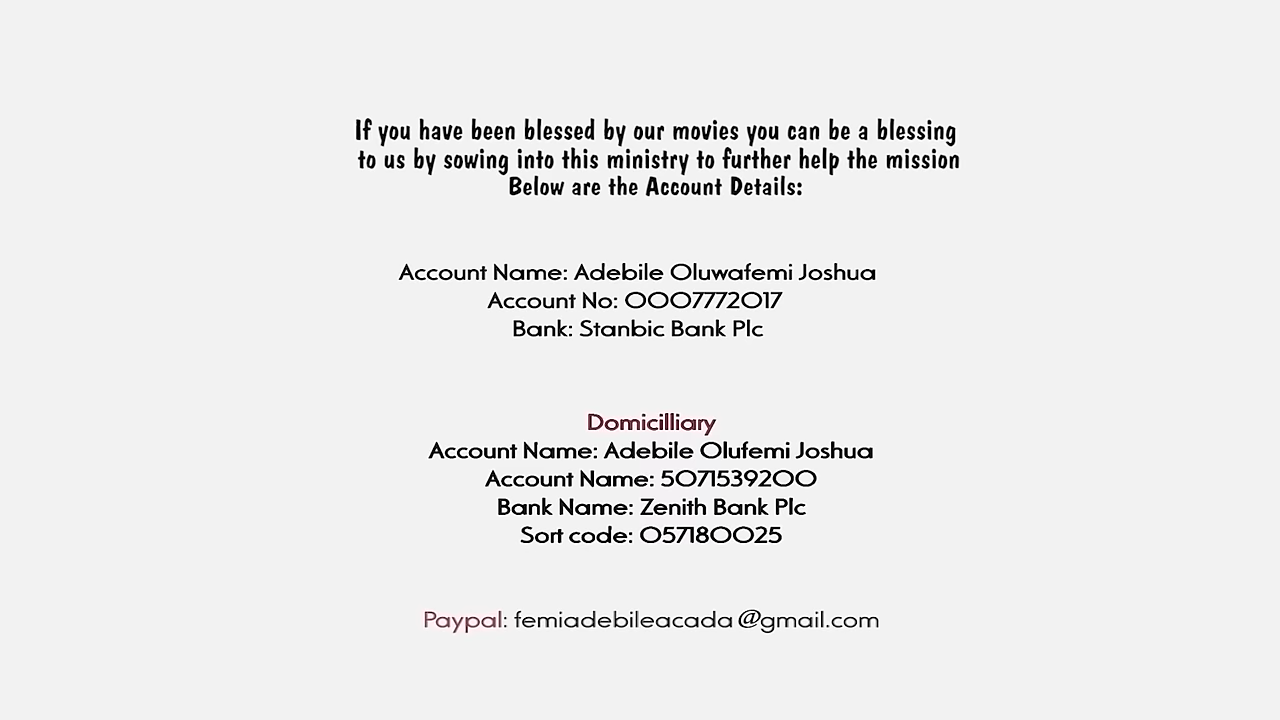 If you have been blessed by our movies you can be a blessing
to us by sowing into this ministry to further help the mission
Below are the Account Details:
Account Name: Adebile Oluwafemi Joshua
Account No: 0007772017
Bank: Stanbic Bank Plc
Domicilliary
Account Name: Adebile Olufemi Joshua
Account Name: 5071539200
Bank Name: Zenith Bank Plc
Sort code: 057180025
Paypal: femiadebileacada@gmail.com